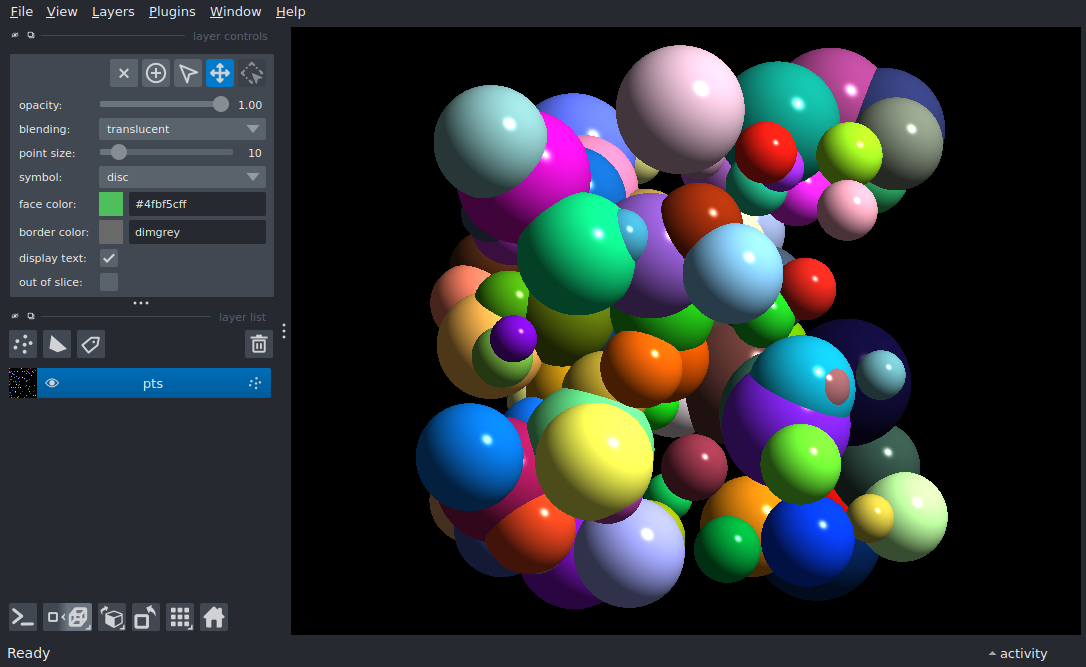 File View Layers Plugins Window Help
layer controls
opacity: 1.00
blending: translucent
point size: 10
symbol: disc
face color: #4fbf5cff
border color: dimgrey
display text:
out of slice:
layer list
pts
Ready
activity